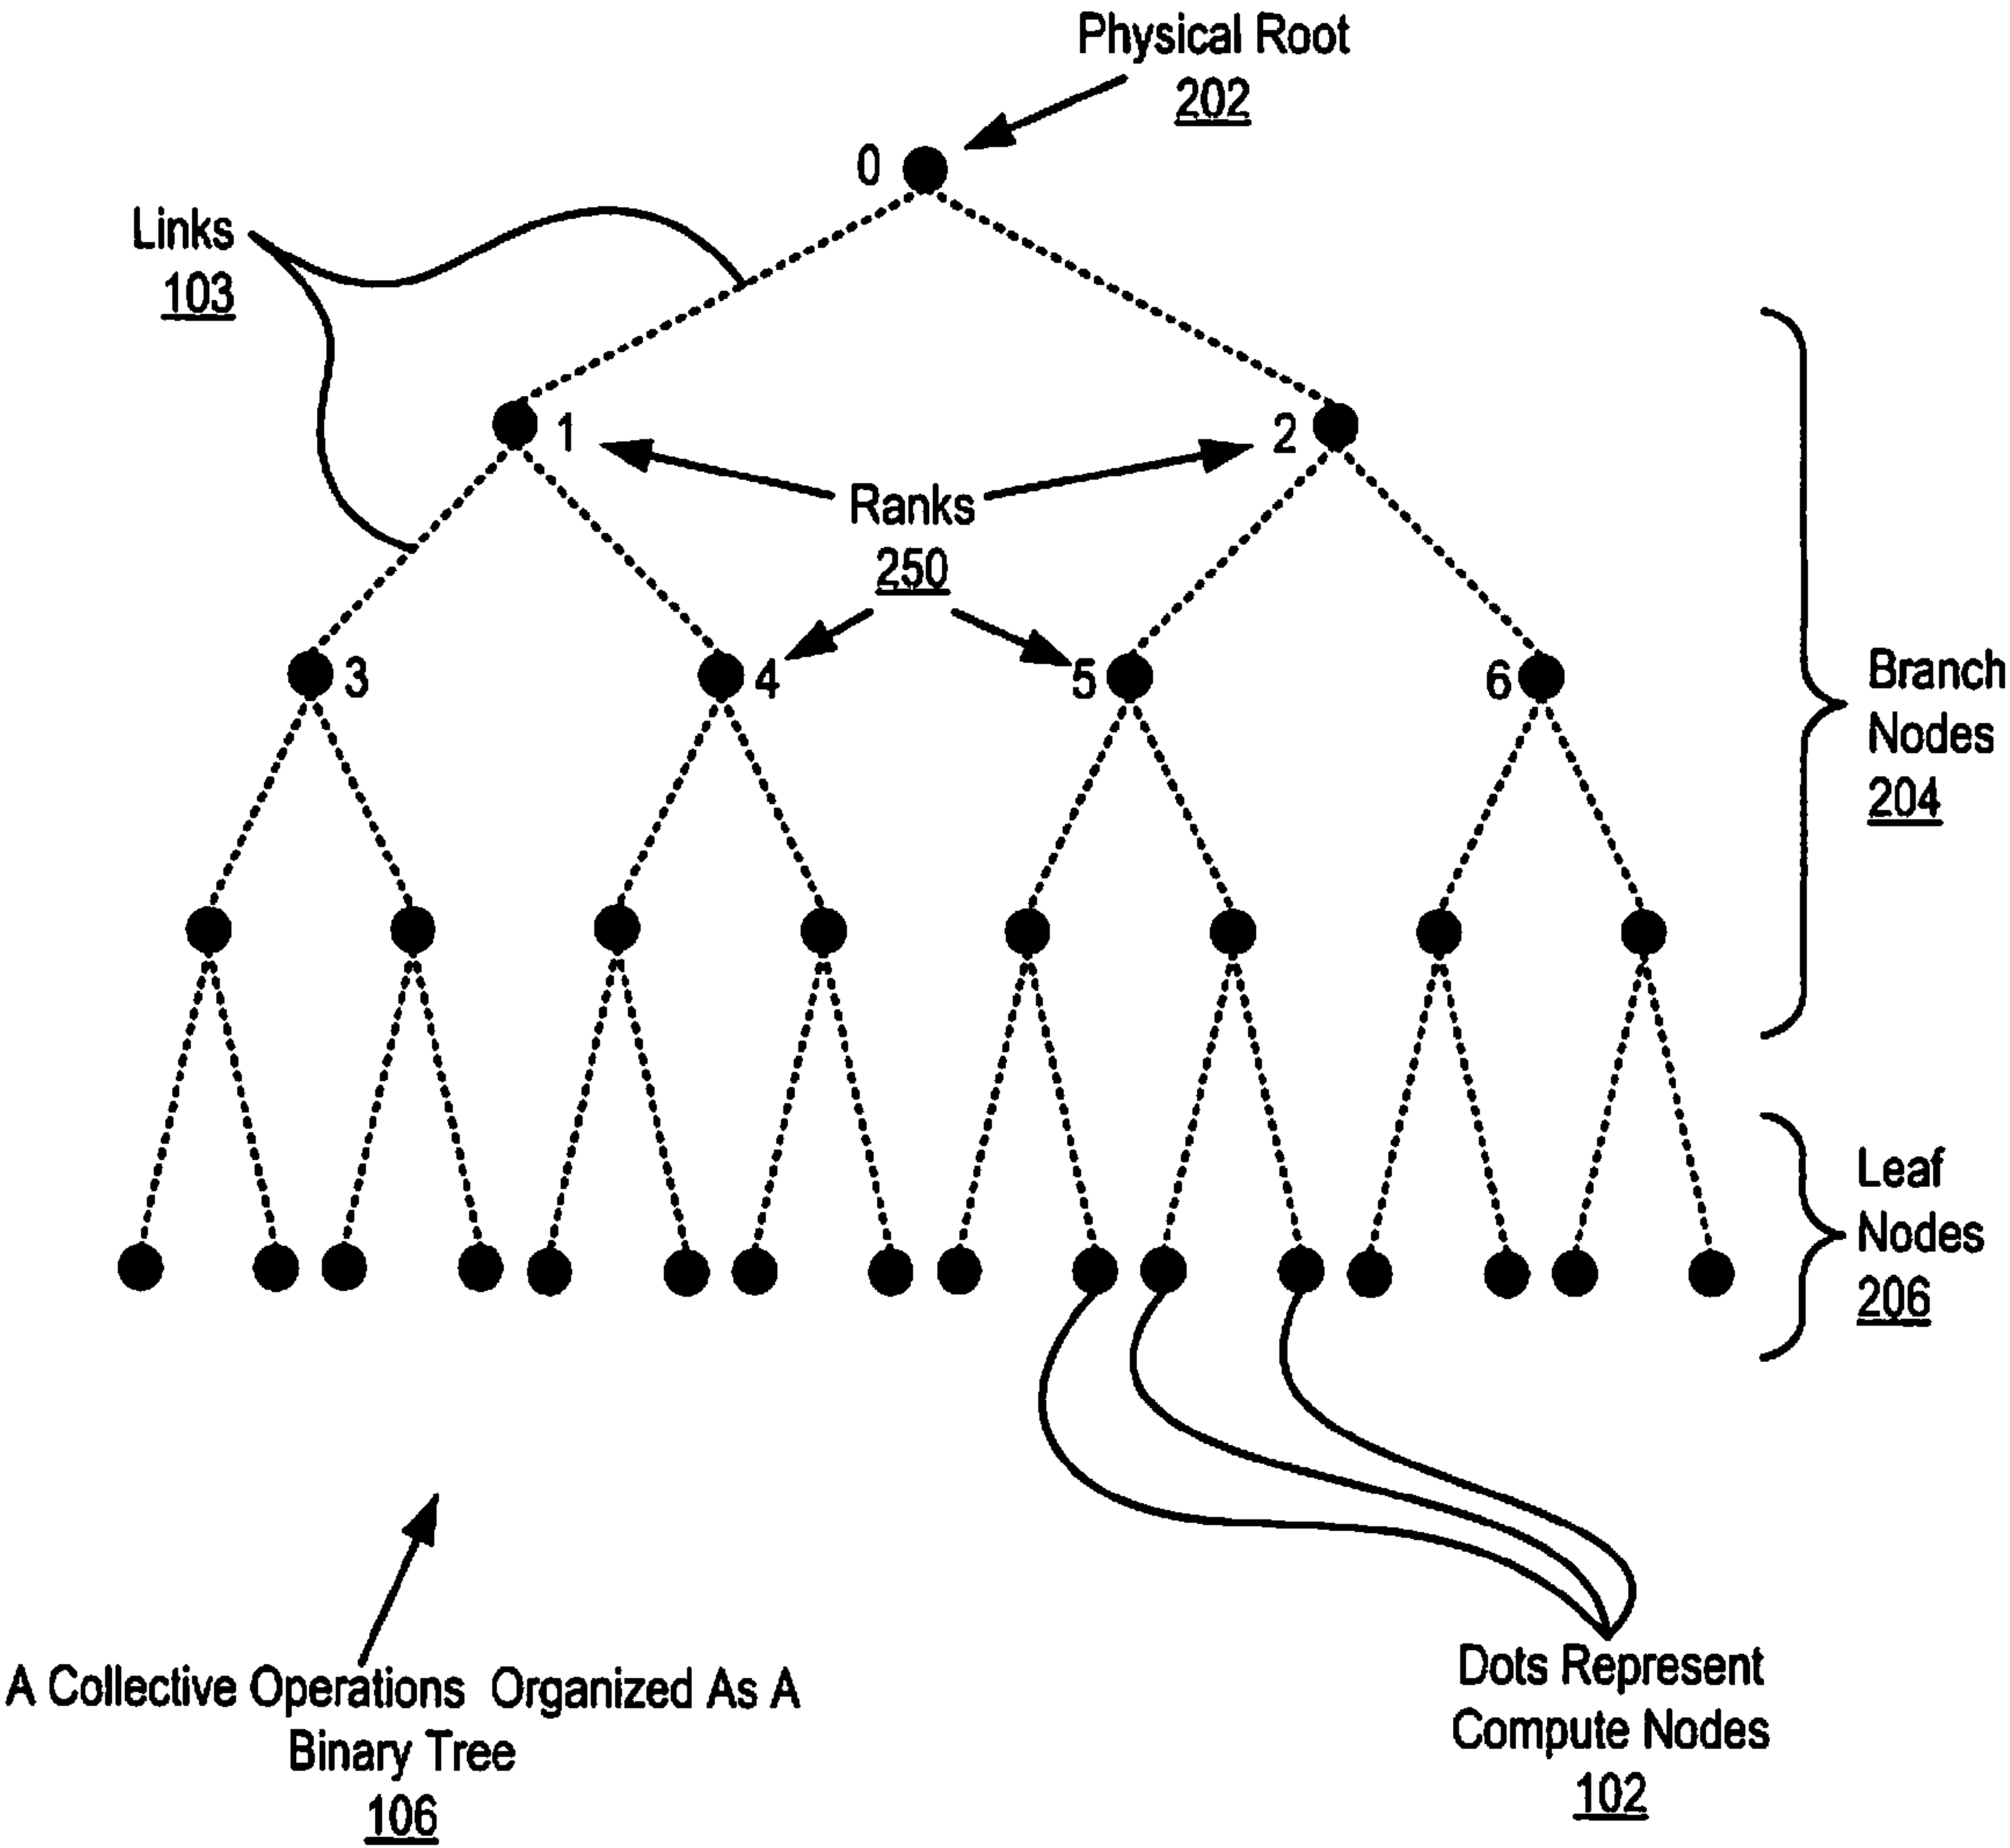 Physical Root
202
0
Links
103
1
2
Ranks
250
3
4
5
6
Branch
Nodes
204
Leaf
Nodes
206
A Collective Operations Organized As A
Binary Tree
106
Dots Represent
Compute Nodes
102